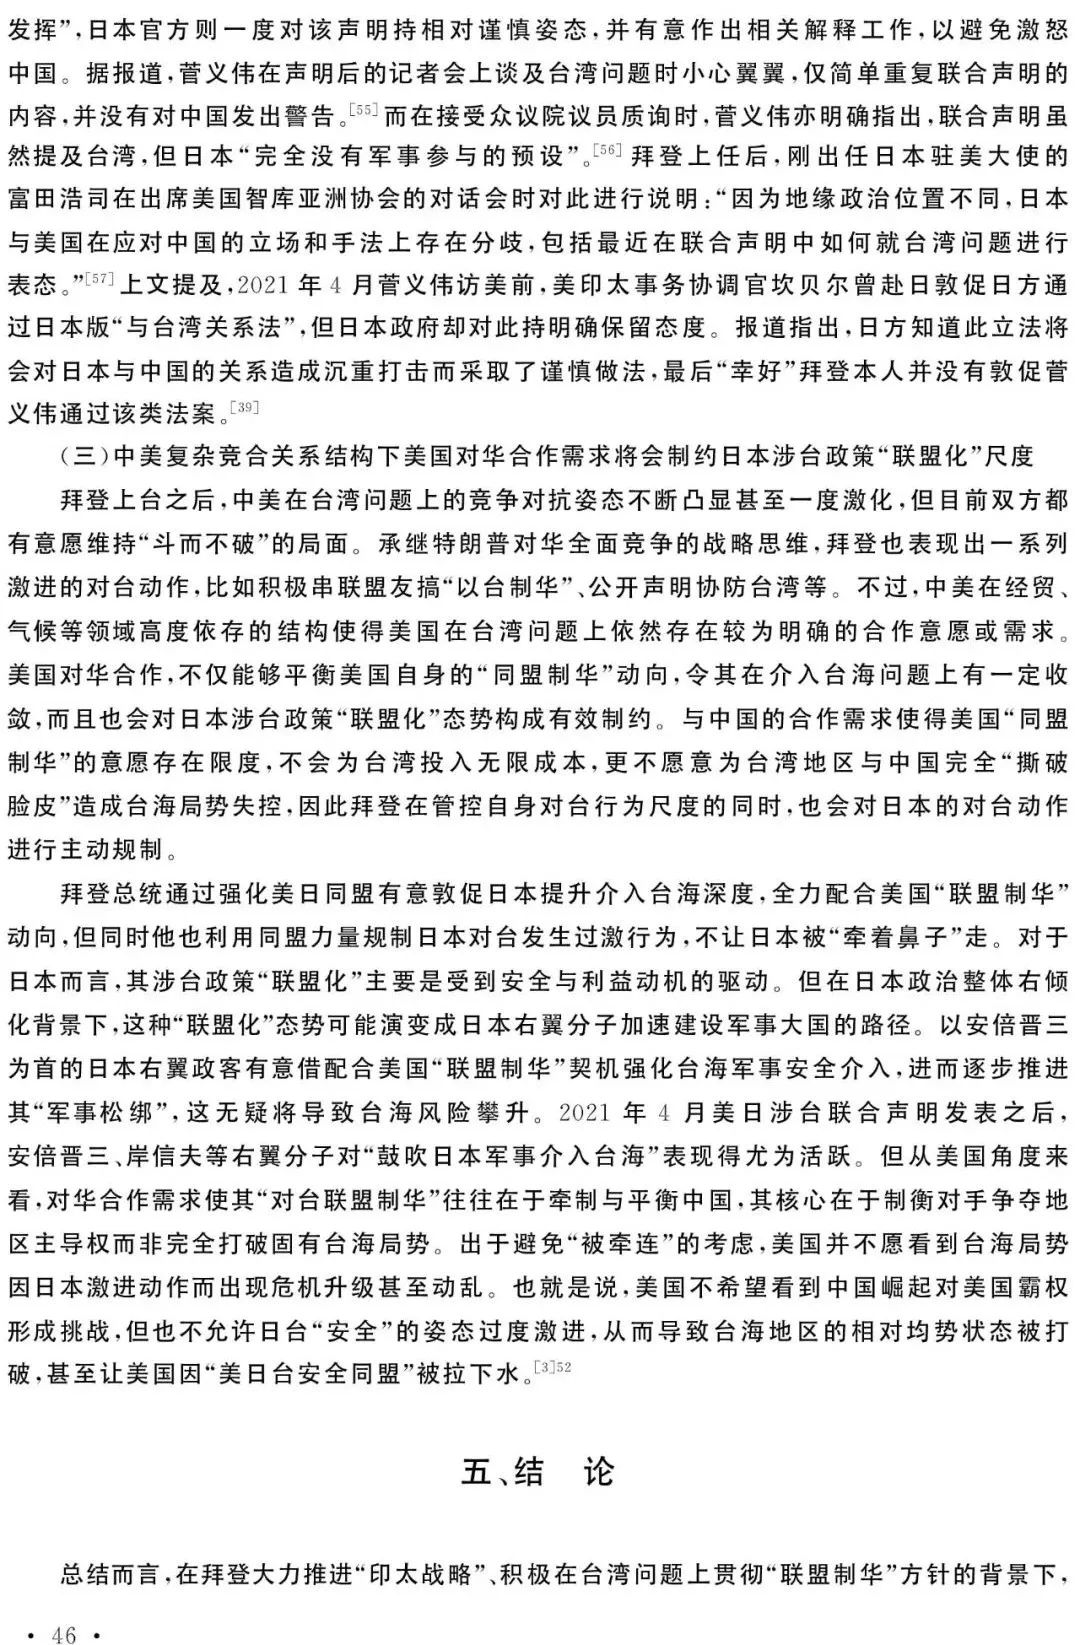 发挥”,日本官方则一度对该声明持相对谨慎姿态,并有意作出相关解释工作,以避免激怒
中国。据报道,菅义伟在声明后的记者会上谈及台湾问题时小心翼翼,仅简单重复联合声明的
内容,并没有对中国发出警告。[55]而在接受众议院议员质询时,菅义伟亦明确指出,联合声明虽
然提及台湾,但日本“完全没有军事参与的预设”。[56]拜登上任后,刚出任日本驻美大使的
富田浩司在出席美国智库亚洲协会的对话会时对此进行说明:“因为地缘政治位置不同,日本
与美国在应对中国的立场和手法上存在分歧,包括最近在联合声明中如何就台湾问题进行
表态。”[57]上文提及,2021年4月菅义伟访美前,美印太事务协调官坎贝尔曾赴日敦促日方通
过日本版“与台湾关系法”,但日本政府却对此持明确保留态度。报道指出,日方知道此立法将
会对日本与中国的关系造成沉重打击而采取了谨慎做法,最后“幸好”拜登本人并没有敦促菅
义伟通过该类法案。[39]
(三)中美复杂竞合关系结构下美国对华合作需求将会制约日本涉台政策“联盟化”尺度
拜登上台之后,中美在台湾问题上的竞争对抗姿态不断凸显甚至一度激化,但目前双方都
有意愿维持“斗而不破”的局面。承继特朗普对华全面竞争的战略思维,拜登也表现出一系列
激进的对台动作,比如积极串联盟友搞“以台制华”、公开声明协防台湾等。不过,中美在经贸、
气候等领域高度依存的结构使得美国在台湾问题上依然存在较为明确的合作意愿或需求。
美国对华合作,不仅能够平衡美国自身的“同盟制华”动向,令其在介入台海问题上有一定收
敛,而且也会对日本涉台政策“联盟化”态势构成有效制约。与中国的合作需求使得美国“同盟
制华”的意愿存在限度,不会为台湾投入无限成本,更不愿意为台湾地区与中国完全“撕破
脸皮”造成台海局势失控,因此拜登在管控自身对台行为尺度的同时,也会对日本的对台动作
进行主动规制。
拜登总统通过强化美日同盟有意敦促日本提升介入台海深度,全力配合美国“联盟制华”
动向,但同时他也利用同盟力量规制日本对台发生过激行为,不让日本被“牵着鼻子”走。对于
日本而言,其涉台政策“联盟化”主要是受到安全与利益动机的驱动。但在日本政治整体右倾
化背景下,这种“联盟化”态势可能演变成日本右翼分子加速建设军事大国的路径。以安倍晋三
为首的日本右翼政客有意借配合美国“联盟制华”契机强化台海军事安全介入,进而逐步推进
其“军事松绑”,这无疑将导致台海风险攀升。2021年4月美日涉台联合声明发表之后,
安倍晋三、岸信夫等右翼分子对“鼓吹日本军事介入台海”表现得尤为活跃。但从美国角度来
看,对华合作需求使其“对台联盟制华”往往在于牵制与平衡中国,其核心在于制衡对手争夺地
区主导权而非完全打破固有台海局势。出于避免“被牵连”的考虑,美国并不愿看到台海局势
因日本激进动作而出现危机升级甚至动乱。也就是说,美国不希望看到中国崛起对美国霸权
形成挑战,但也不允许日台“安全”的姿态过度激进,从而导致台海地区的相对均势状态被打
破,甚至让美国因“美日台安全同盟”被拉下水。[3]52
五、结 论
总结而言,在拜登大力推进“印太战略”、积极在台湾问题上贯彻“联盟制华”方针的背景下,
· 46 ·